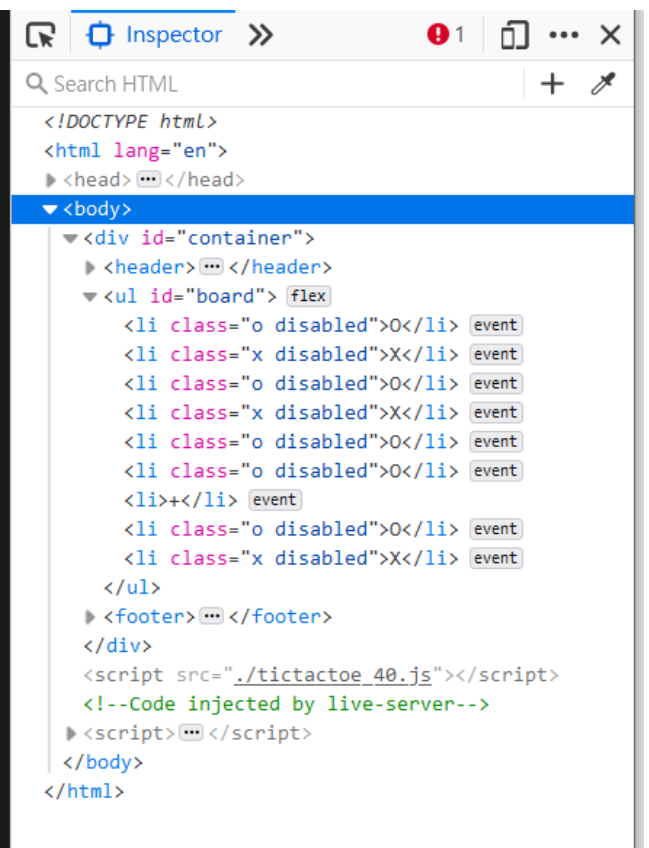 Inspector 1
Search HTML
<!DOCTYPE html>
<html lang="en">
<head> ••• </head>
<body>
<div id="container">
<header> ••• </header>
<ul id="board"> flex
<li class="o disabled">O</li> event
<li class="x disabled">X</li> event
<li class="o disabled">O</li> event
<li class="x disabled">X</li> event
<li class="o disabled">O</li> event
<li class="o disabled">O</li> event
<li>+</li> event
<li class="o disabled">O</li> event
<li class="x disabled">X</li> event
</ul>
<footer> ••• </footer>
</div>
<script src="./tictactoe_40.js"></script>
<!--Code injected by live-server-->
<script> ••• </script>
</body>
</html>